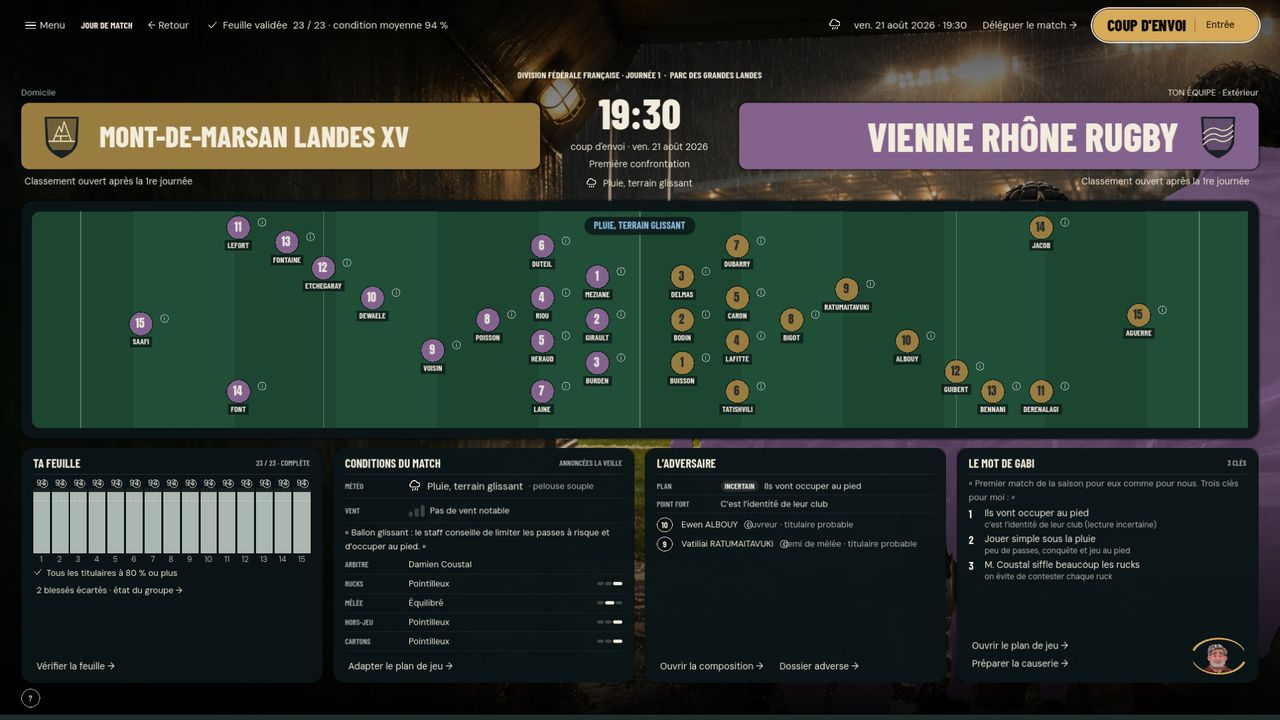 Menu JOUR DE MATCH ← Retour ✓ Feuille validée 23 / 23 · condition moyenne 94 % ven. 21 août 2026 · 19:30 Déléguer le match → COUP D'ENVOI Entrée
DIVISION FÉDÉRALE FRANÇAISE · JOURNÉE 1 · PARC DES GRANDES LANDES
Domicile
TON ÉQUIPE · Extérieur
MONT-DE-MARSAN LANDES XV
19:30
VIENNE RHÔNE RUGBY
coup d'envoi · ven. 21 août 2026
Première confrontation
Pluie, terrain glissant
Classement ouvert après la 1re journée
Classement ouvert après la 1re journée
PLUIE, TERRAIN GLISSANT
11 LEFORT
13 FONTAINE
12 ETCHEGARAY
10 DEWAELE
15 SAAFI
9 VOISIN
14 FONT
8 POISSON
6 DUTEIL
4 RIOU
5 HERAUD
7 LAINE
1 MEZIANE
2 GIRAULT
3 BURDEN
3 DELMAS
2 BODIN
1 BUISSON
7 DUBARRY
5 CARON
4 LAFITTE
6 TATISHVILI
8 BIGOT
9 RATUMAITAVUKI
10 ALBOUY
12 GUIBERT
13 BENNANI
11 DERENALAGI
14 JACOB
15 AGUERRE
TA FEUILLE 23 / 23 · COMPLÈTE
1 2 3 4 5 6 7 8 9 10 11 12 13 14 15
✓ Tous les titulaires à 80 % ou plus
2 blessés écartés · état du groupe →
Vérifier la feuille →
CONDITIONS DU MATCH ANNONCÉES LA VEILLE
MÉTÉO Pluie, terrain glissant · pelouse souple
VENT Pas de vent notable
« Ballon glissant : le staff conseille de limiter les passes à risque et
d'occuper au pied. »
ARBITRE Damien Coustal
RUCKS Pointilleux
MÊLÉE Équilibré
HORS-JEU Pointilleux
CARTONS Pointilleux
Adapter le plan de jeu →
L'ADVERSAIRE
PLAN INCERTAIN Ils vont occuper au pied
POINT FORT C'est l'identité de leur club
10 Ewen ALBOUY Ouvreur · titulaire probable
9 Vatiliai RATUMAITAVUKI demi de mêlée · titulaire probable
Ouvrir la composition → Dossier adverse →
LE MOT DE GABI 3 CLÉS
« Premier match de la saison pour eux comme pour nous. Trois clés
pour moi : »
1 Ils vont occuper au pied
c'est l'identité de leur club (lecture incertaine)
2 Jouer simple sous la pluie
peu de passes, conquête et jeu au pied
3 M. Coustal siffle beaucoup les rucks
on évite de contester chaque ruck
Ouvrir le plan de jeu →
Préparer la causerie →
?